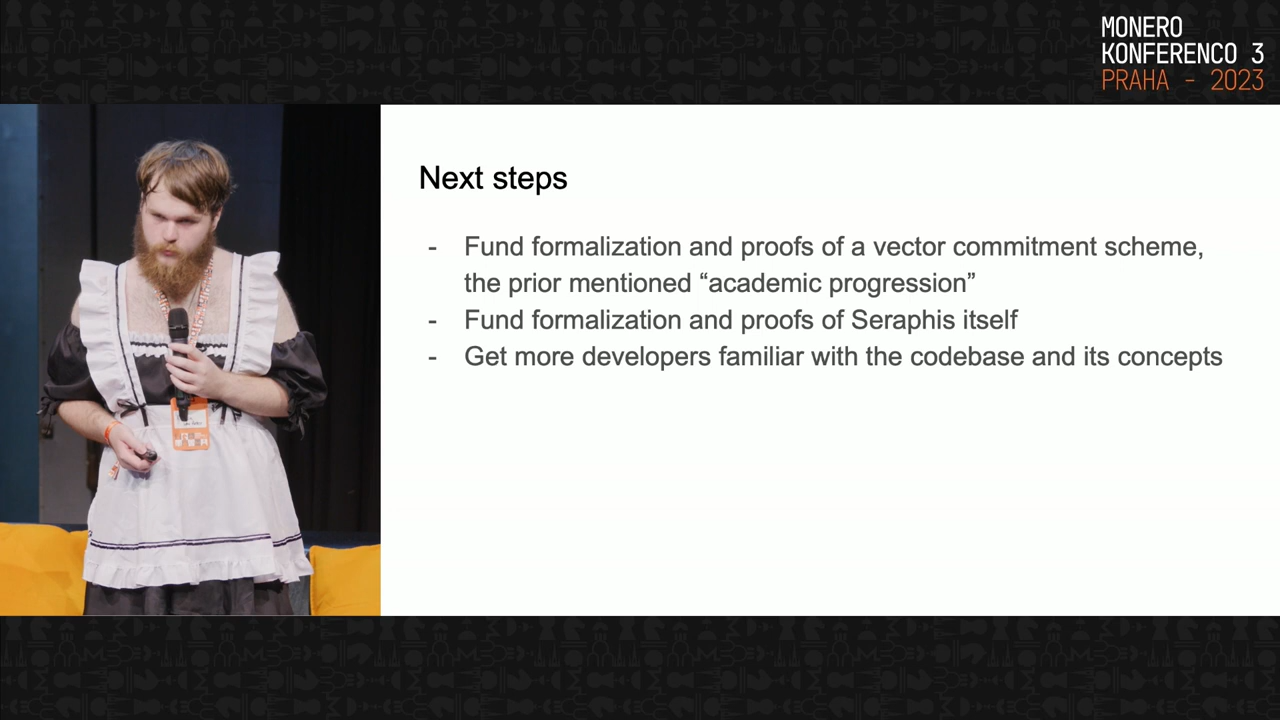 MONERO
KONFERENCO 3
PRAHA - 2023
Next steps
- Fund formalization and proofs of a vector commitment scheme,
the prior mentioned “academic progression”
- Fund formalization and proofs of Seraphis itself
- Get more developers familiar with the codebase and its concepts